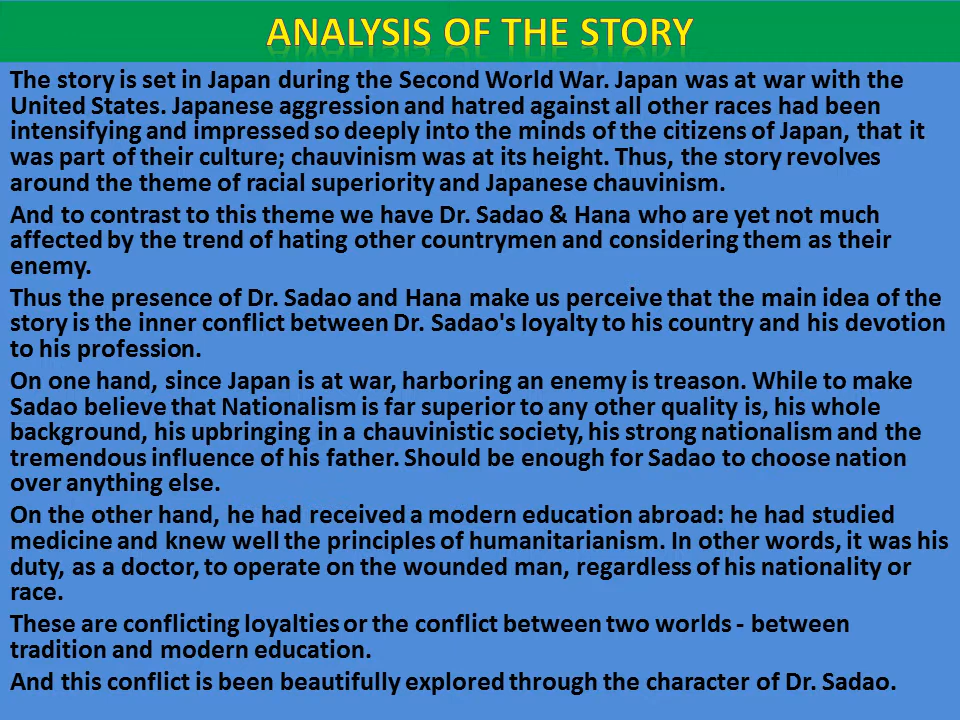 ANALYSIS OF THE STORY
The story is set in Japan during the Second World War. Japan was at war with the
United States. Japanese aggression and hatred against all other races had been
intensifying and impressed so deeply into the minds of the citizens of Japan, that it
was part of their culture; chauvinism was at its height. Thus, the story revolves
around the theme of racial superiority and Japanese chauvinism.
And to contrast to this theme we have Dr. Sadao & Hana who are yet not much
affected by the trend of hating other countrymen and considering them as their
enemy.
Thus the presence of Dr. Sadao and Hana make us perceive that the main idea of the
story is the inner conflict between Dr. Sadao's loyalty to his country and his devotion
to his profession.
On one hand, since Japan is at war, harboring an enemy is treason. While to make
Sadao believe that Nationalism is far superior to any other quality is, his whole
background, his upbringing in a chauvinistic society, his strong nationalism and the
tremendous influence of his father. Should be enough for Sadao to choose nation
over anything else.
On the other hand, he had received a modern education abroad: he had studied
medicine and knew well the principles of humanitarianism. In other words, it was his
duty, as a doctor, to operate on the wounded man, regardless of his nationality or
race.
These are conflicting loyalties or the conflict between two worlds - between
tradition and modern education.
And this conflict is been beautifully explored through the character of Dr. Sadao.